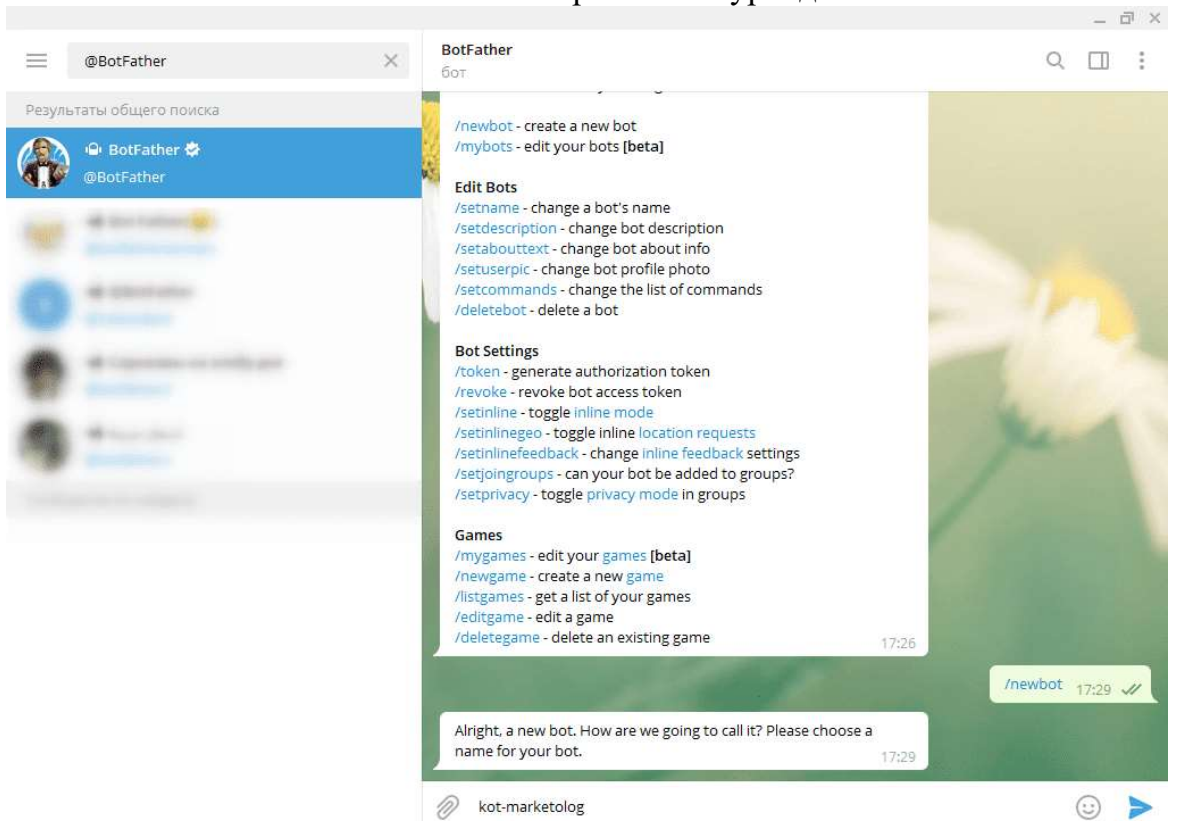 @BotFather
BotFather
бот
Результаты общего поиска
BotFather
@BotFather
/newbot - create a new bot
/mybots - edit your bots [beta]
Edit Bots
/setname - change a bot's name
/setdescription - change bot description
/setabouttext - change bot about info
/setuserpic - change bot profile photo
/setcommands - change the list of commands
/deletebot - delete a bot
Bot Settings
/token - generate authorization token
/revoke - revoke bot access token
/setinline - toggle inline mode
/setinlinegeo - toggle inline location requests
/setinlinefeedback - change inline feedback settings
/setjoingroups - can your bot be added to groups?
/setprivacy - toggle privacy mode in groups
Games
/mygames - edit your games [beta]
/newgame - create a new game
/listgames - get a list of your games
/editgame - edit a game
/deletegame - delete an existing game
17:26
/newbot 17:29
Alright, a new bot. How are we going to call it? Please choose a
name for your bot.
17:29
kot-marketolog